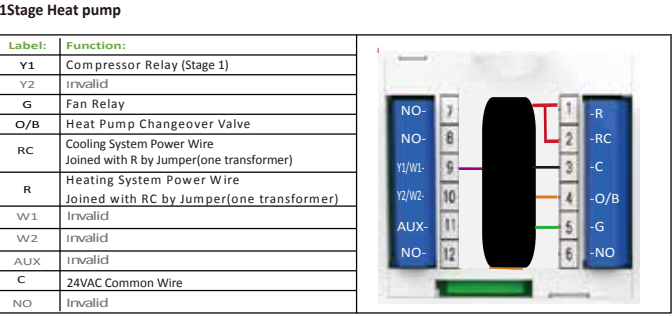 1Stage Heat pump
Label: Function:
Y1 Compressor Relay (Stage 1)
Y2 Invalid
G Fan Relay
O/B Heat Pump Changeover Valve
RC Cooling System Power Wire
Joined with R by Jumper(one transformer)
R Heating System Power Wire
Joined with RC by Jumper(one transformer)
W1 Invalid
W2 Invalid
AUX Invalid
C 24VAC Common Wire
NO Invalid
NO- 7 1 -R
NO- 8 2 -RC
Y1/W1- 9 3 -C
Y2/W2- 10 4 -O/B
AUX- 11 5 -G
NO- 12 6 -NO